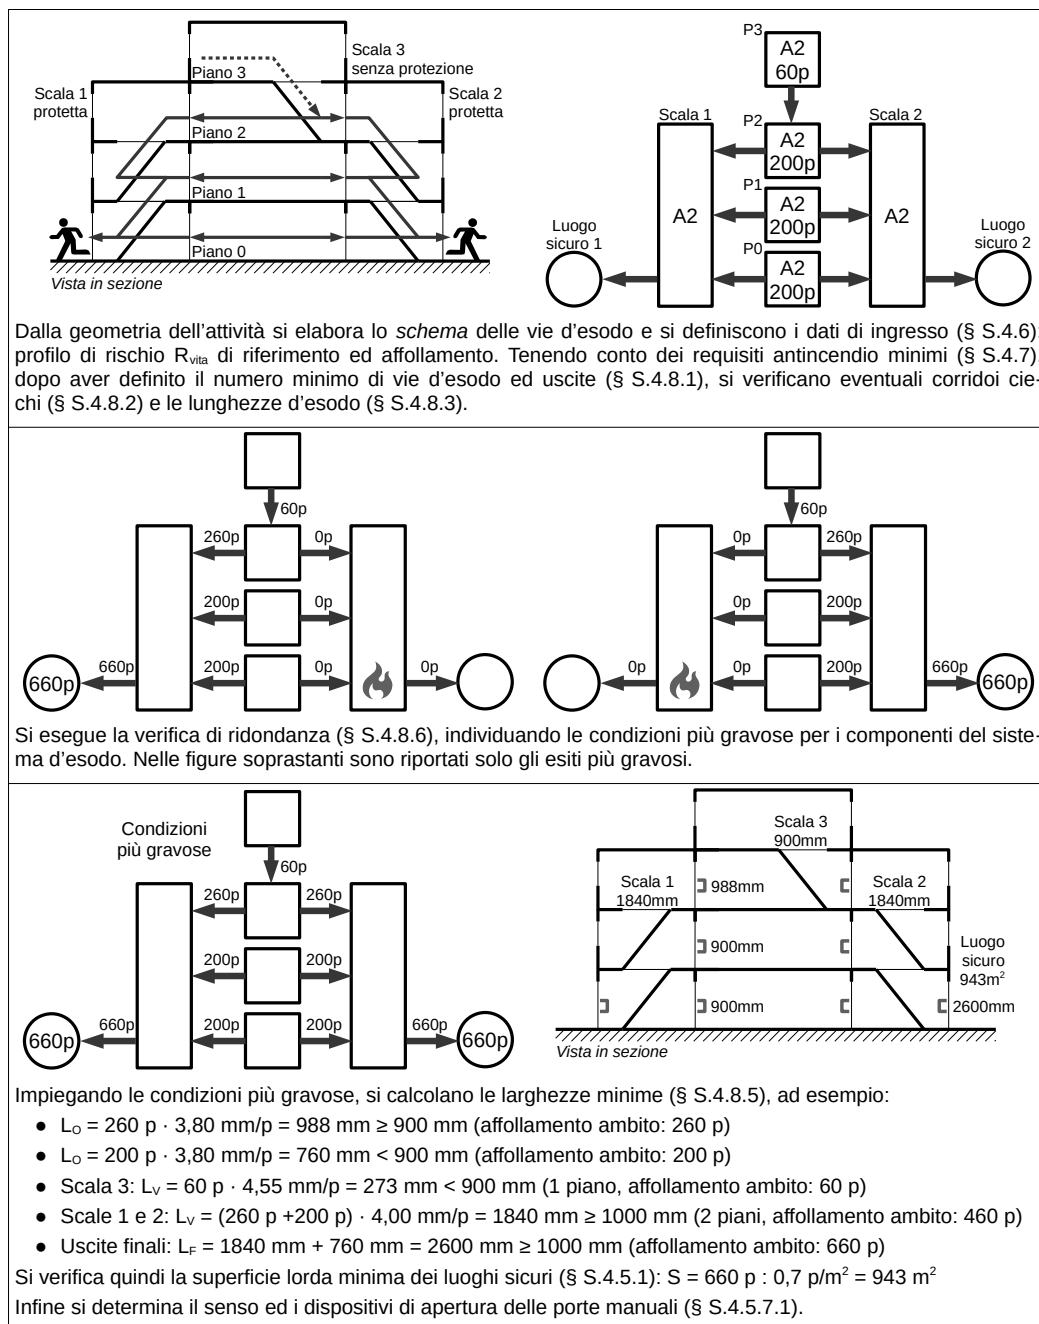 Scala 3
senza protezione
Piano 3
Scala 1
protetta
Scala 2
protetta
Piano 2
Piano 1
Piano 0
Vista in sezione
P3
A2
60p
Scala 1
P2
Scala 2
A2
200p
P1
A2
200p
A2
A2
P0
A2
200p
Luogo
sicuro 1
Luogo
sicuro 2
Dalla geometria dell'attività si elabora lo schema delle vie d'esodo e si definiscono i dati di ingresso (§ S.4.6):
profilo di rischio Rvita di riferimento ed affollamento. Tenendo conto dei requisiti antincendio minimi (§ S.4.7),
dopo aver definito il numero minimo di vie d'esodo ed uscite (§ S.4.8.1), si verificano eventuali corridoi cie-
chi (§ S.4.8.2) e le lunghezze d'esodo (§ S.4.8.3).
60p
260p
0p
200p
0p
660p
200p
0p
0p
660p
60p
0p
260p
0p
200p
0p
0p
200p
660p
660p
Si esegue la verifica di ridondanza (§ S.4.8.6), individuando le condizioni più gravose per i componenti del siste-
ma d'esodo. Nelle figure soprastanti sono riportati solo gli esiti più gravosi.
Condizioni
più gravose
60p
260p
260p
200p
200p
660p
200p
200p
660p
660p
660p
Scala 3
900mm
Scala 1
1840mm
988mm
Scala 2
1840mm
900mm
Luogo
sicuro
943m²
900mm
2600mm
Vista in sezione
Impiegando le condizioni più gravose, si calcolano le larghezze minime (§ S.4.8.5), ad esempio:
● LO = 260 p · 3,80 mm/p = 988 mm ≥ 900 mm (affollamento ambito: 260 p)
● LO = 200 p · 3,80 mm/p = 760 mm < 900 mm (affollamento ambito: 200 p)
● Scala 3: LV = 60 p · 4,55 mm/p = 273 mm < 900 mm (1 piano, affollamento ambito: 60 p)
● Scale 1 e 2: LV = (260 p +200 p) · 4,00 mm/p = 1840 mm ≥ 1000 mm (2 piani, affollamento ambito: 460 p)
● Uscite finali: LF = 1840 mm + 760 mm = 2600 mm ≥ 1000 mm (affollamento ambito: 660 p)
Si verifica quindi la superficie lorda minima dei luoghi sicuri (§ S.4.5.1): S = 660 p : 0,7 p/m² = 943 m²
Infine si determina il senso ed i dispositivi di apertura delle porte manuali (§ S.4.5.7.1).